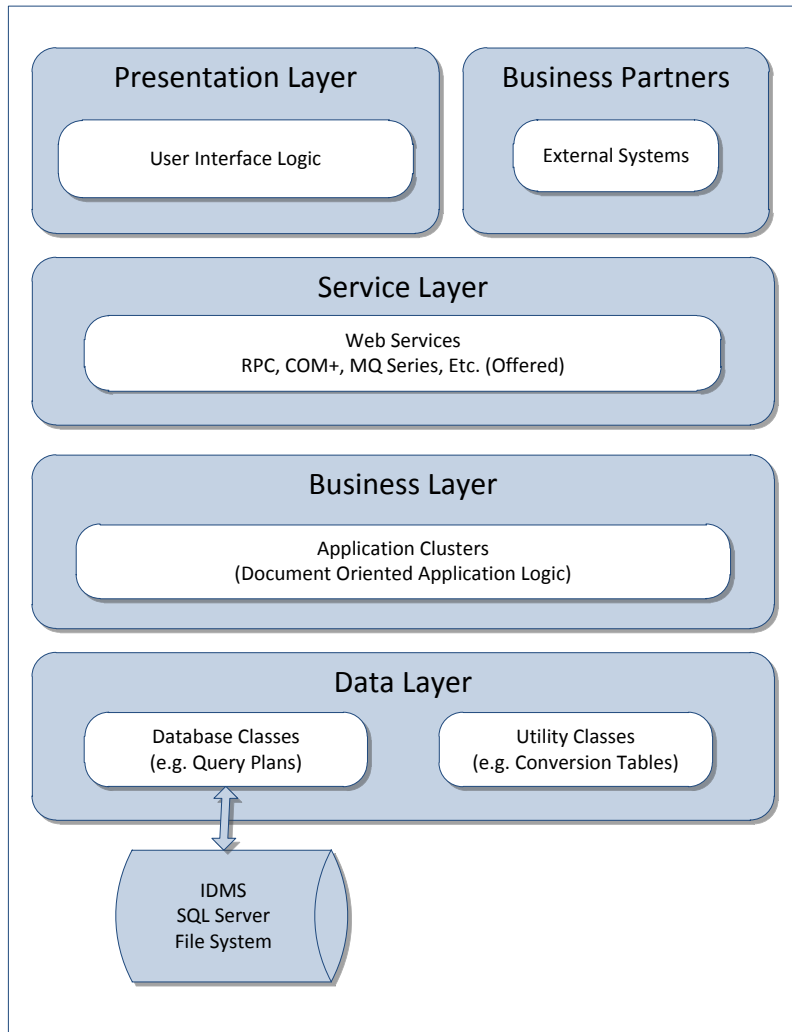 Presentation Layer
User Interface Logic
Business Partners
External Systems
Service Layer
Web Services
RPC, COM+, MQ Series, Etc. (Offered)
Business Layer
Application Clusters
(Document Oriented Application Logic)
Data Layer
Database Classes
(e.g. Query Plans)
Utility Classes
(e.g. Conversion Tables)
IDMS
SQL Server
File System